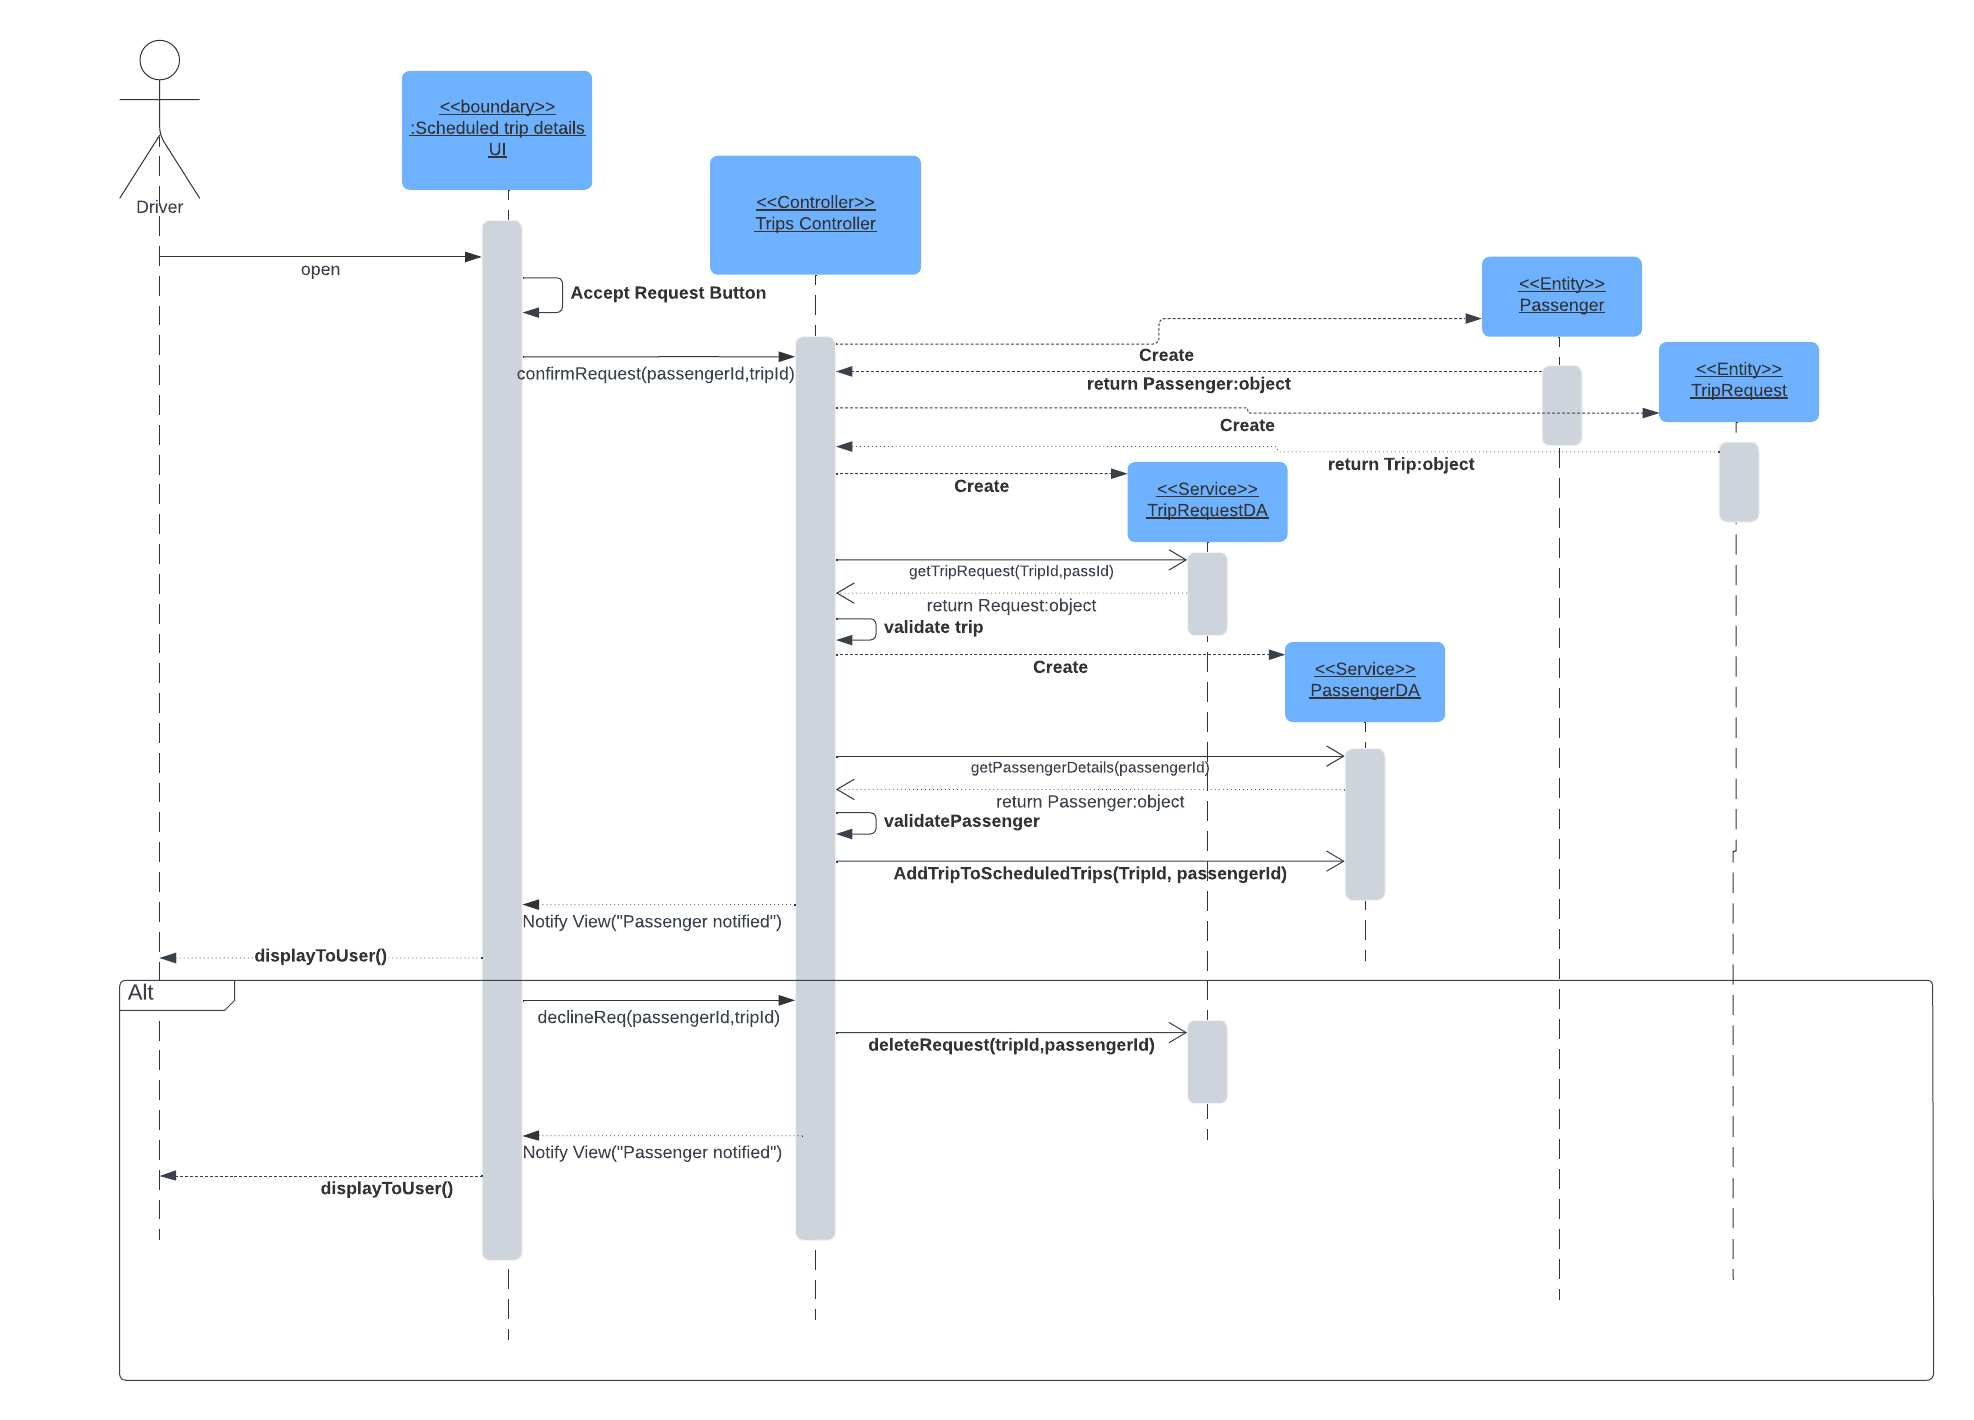 Driver
<<boundary>>
:Scheduled trip details
UI
<<Controller>>
Trips Controller
<<Entity>>
Passenger
<<Entity>>
TripRequest
open
Accept Request Button
confirmRequest(passengerId,tripId)
Create
return Passenger:object
Create
return Trip:object
Create
<<Service>>
TripRequestDA
getTripRequest(TripId,passId)
return Request:object
validate trip
Create
<<Service>>
PassengerDA
getPassengerDetails(passengerId)
return Passenger:object
validatePassenger
AddTripToScheduledTrips(TripId, passengerId)
Notify View("Passenger notified")
displayToUser()
Alt
declineReq(passengerId,tripId)
deleteRequest(tripId,passengerId)
Notify View("Passenger notified")
displayToUser()